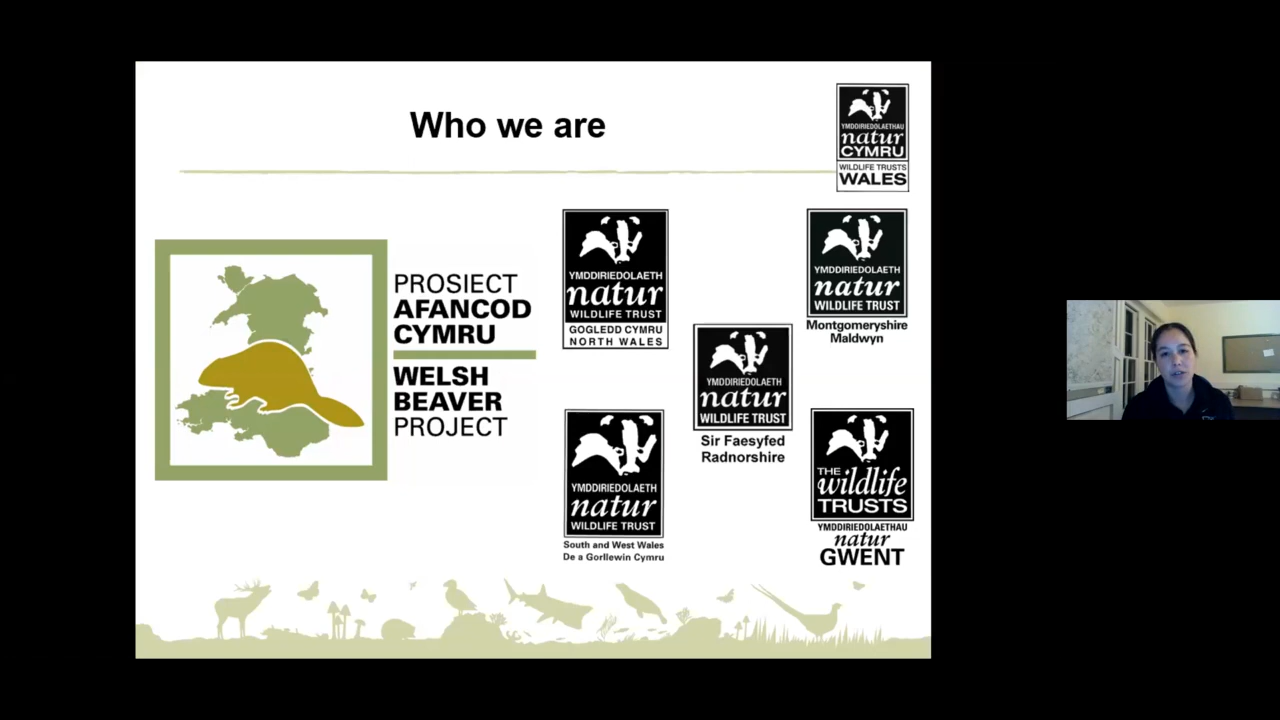 Who we are
YMDDIRIEDOLAETHAU
natur
CYMRU
WILDLIFE TRUSTS
WALES
PROSIECT
AFANCOD
CYMRU
WELSH
BEAVER
PROJECT
YMDDIRIEDOLAETH
natur
WILDLIFE TRUST
GOGLEDD CYMRU
NORTH WALES
YMDDIRIEDOLAETH
natur
WILDLIFE TRUST
Montgomeryshire
Maldwyn
YMDDIRIEDOLAETH
natur
WILDLIFE TRUST
Sir Faesyfed
Radnorshire
YMDDIRIEDOLAETH
natur
WILDLIFE TRUST
South and West Wales
De a Gorllewin Cymru
THE
wildlife
TRUSTS
YMDDIRIEDOLAETHAU
natur
GWENT